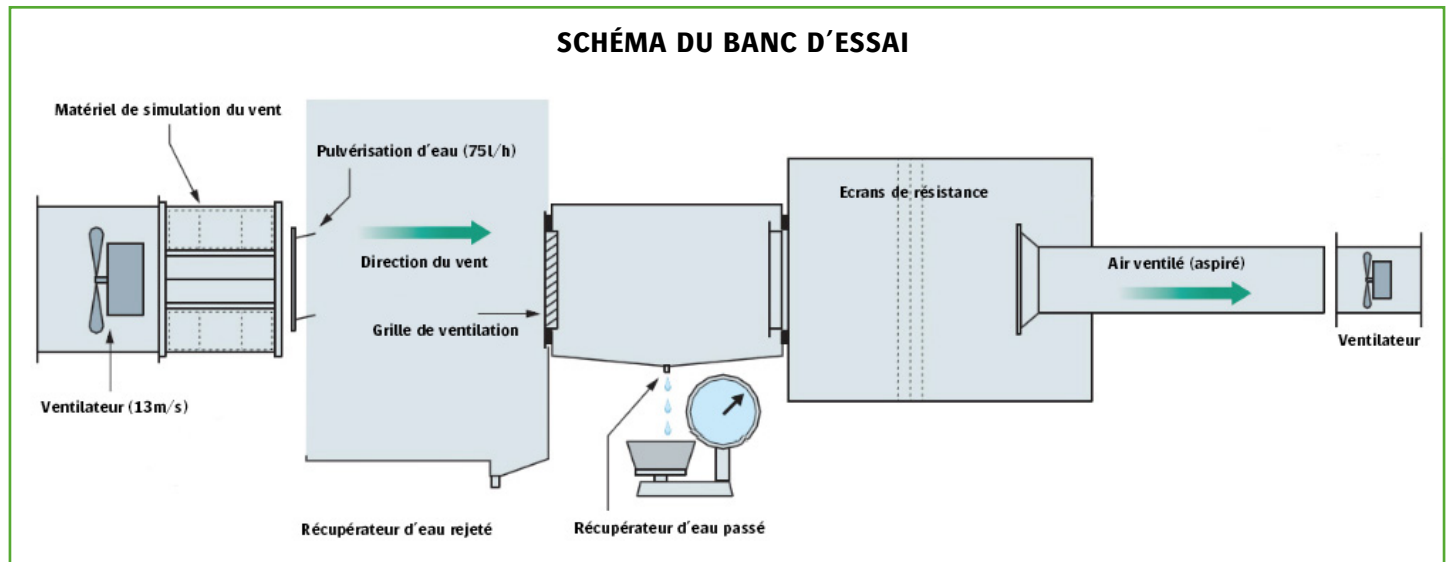 SCHÉMA DU BANC D'ESSAI
Matériel de simulation du vent
Pulvérisation d'eau (75l/h)
Ecrans de résistance
Direction du vent
Air ventilé (aspiré)
Grille de ventilation
Ventilateur
Ventilateur (13m/s)
Récupérateur d'eau rejeté
Récupérateur d'eau passé